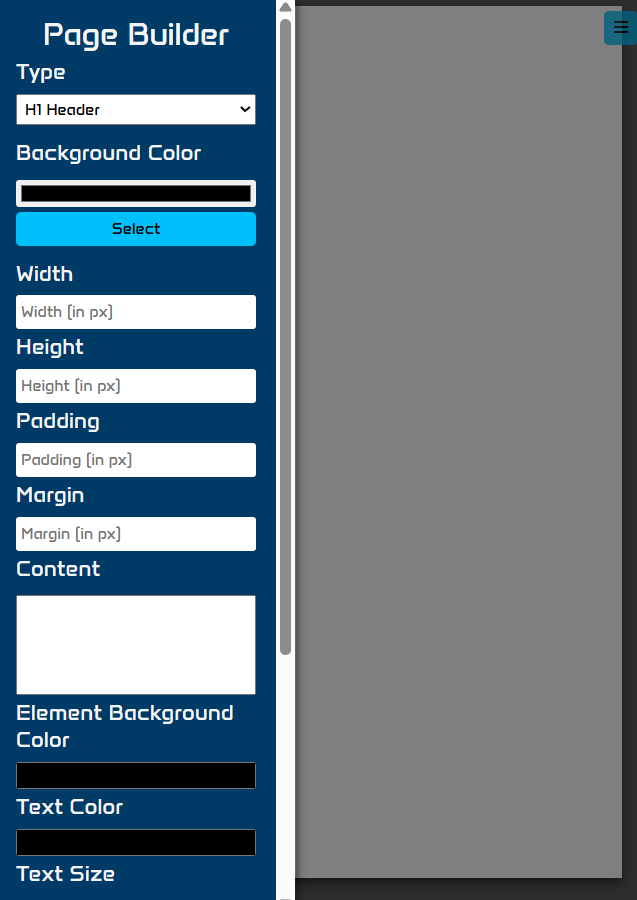 Page Builder
Type
H1 Header
Background Color
Select
Width
Width (in px)
Height
Height (in px)
Padding
Padding (in px)
Margin
Margin (in px)
Content
Element Background
Color
Text Color
Text Size